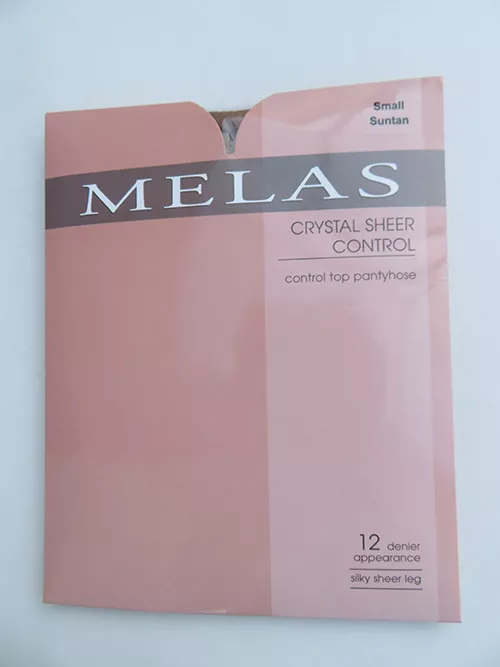 Small
Suntan
MELAS
CRYSTAL SHEER
CONTROL
control top pantyhose
12 denier
appearance
silky sheer leg